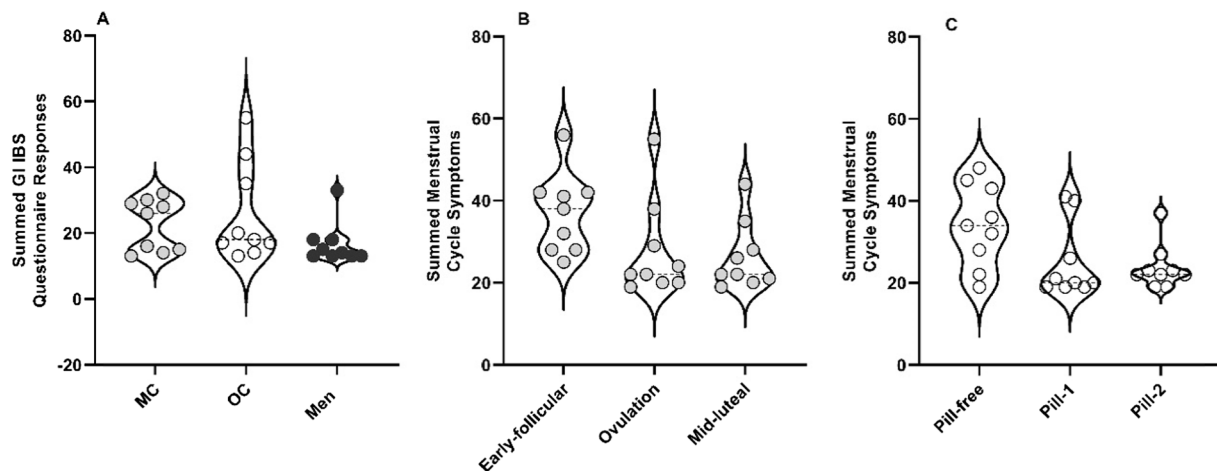 A
Summed GI IBS
Questionnaire Responses
80
60
40
20
0
-20
MC
OC
Men
B
Summed Menstrual
Cycle Symptoms
80
60
40
20
0
Early-follicular
Ovulation
Mid-luteal
C
Summed Menstrual
Cycle Symptoms
80
60
40
20
0
Pill-free
Pill-1
Pill-2